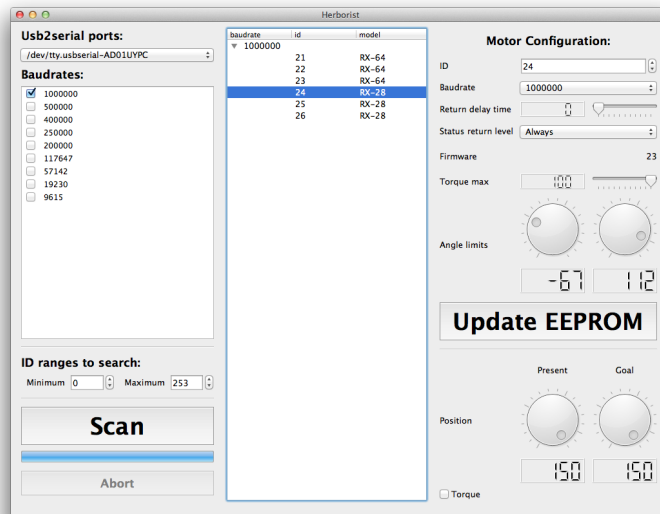 Herborist
Usb2serial ports:
/dev/tty.usbserial-AD01UYPC
Baudrates:
1000000
500000
400000
250000
200000
117647
57142
19230
9615
ID ranges to search:
Minimum 0 Maximum 253
Scan
Abort
baudrate id model
1000000
21 RX-64
22 RX-64
23 RX-64
24 RX-28
25 RX-28
26 RX-28
Motor Configuration:
ID 24
Baudrate 1000000
Return delay time 0
Status return level Always
Firmware 23
Torque max 100
Angle limits
-67 112
Update EEPROM
Present Goal
Position
150 150
Torque